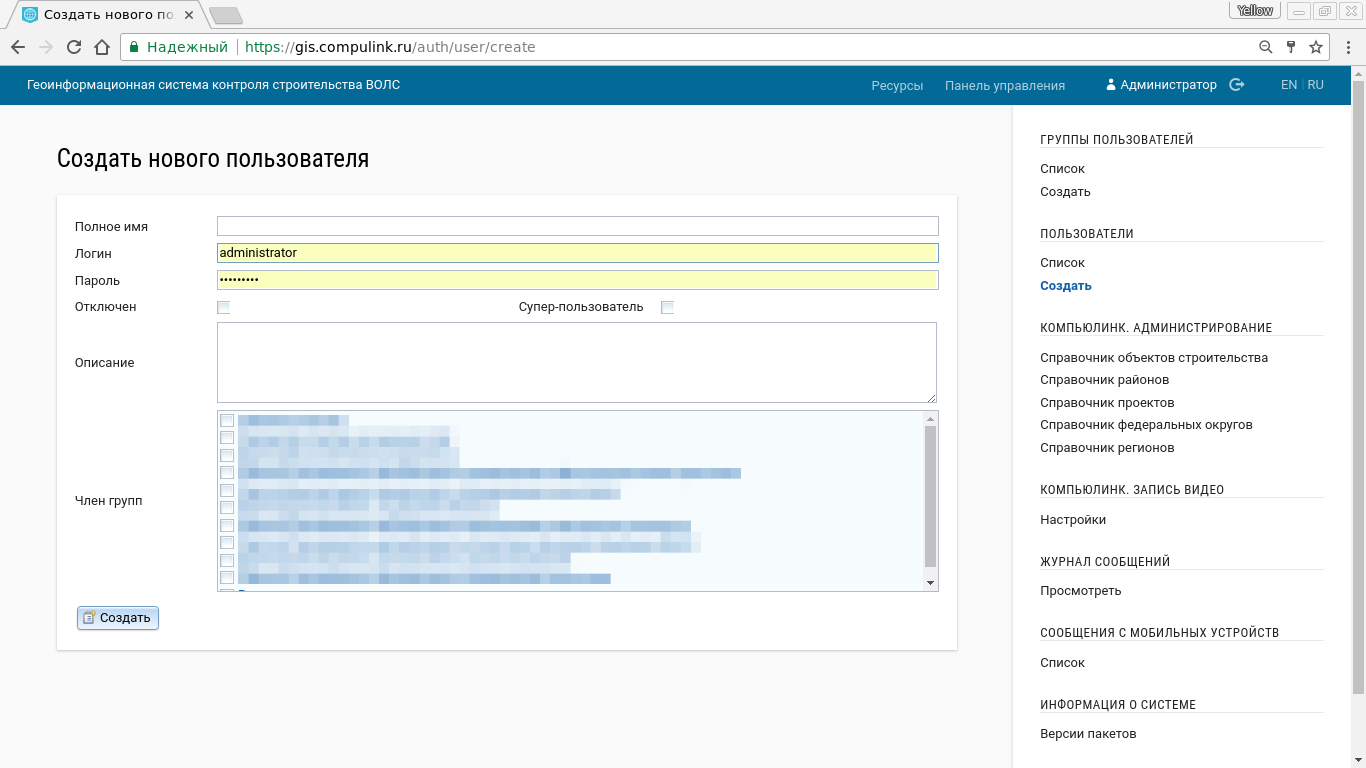 Создать нового по
Yellow
Надежный
https://gis.compulink.ru/auth/user/create
Геоинформационная система контроля строительства ВОЛС
Ресурсы
Панель управления
Администратор
EN
RU
Создать нового пользователя
Полное имя
Логин
administrator
Пароль
•••••••••
Отключен
Супер-пользователь
Описание
Член групп
Создать
ГРУППЫ ПОЛЬЗОВАТЕЛЕЙ
Список
Создать
ПОЛЬЗОВАТЕЛИ
Список
Создать
КОМПЬЮЛИНК. АДМИНИСТРИРОВАНИЕ
Справочник объектов строительства
Справочник районов
Справочник проектов
Справочник федеральных округов
Справочник регионов
КОМПЬЮЛИНК. ЗАПИСЬ ВИДЕО
Настройки
ЖУРНАЛ СООБЩЕНИЙ
Просмотреть
СООБЩЕНИЯ С МОБИЛЬНЫХ УСТРОЙСТВ
Список
ИНФОРМАЦИЯ О СИСТЕМЕ
Версии пакетов